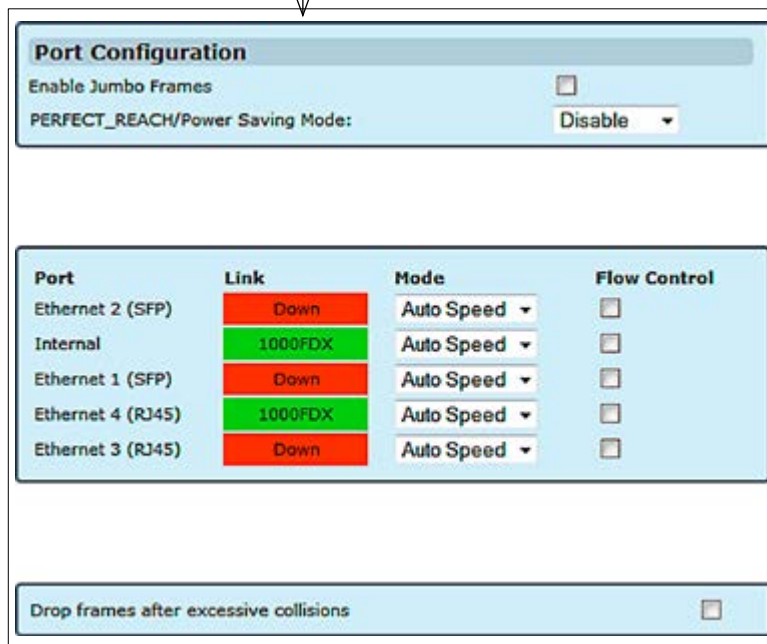 Port Configuration
Enable Jumbo Frames
PERFECT_REACH/Power Saving Mode: Disable
Port Link Mode Flow Control
Ethernet 2 (SFP) Down Auto Speed
Internal 1000FDX Auto Speed
Ethernet 1 (SFP) Down Auto Speed
Ethernet 4 (RJ45) 1000FDX Auto Speed
Ethernet 3 (RJ45) Down Auto Speed
Drop frames after excessive collisions